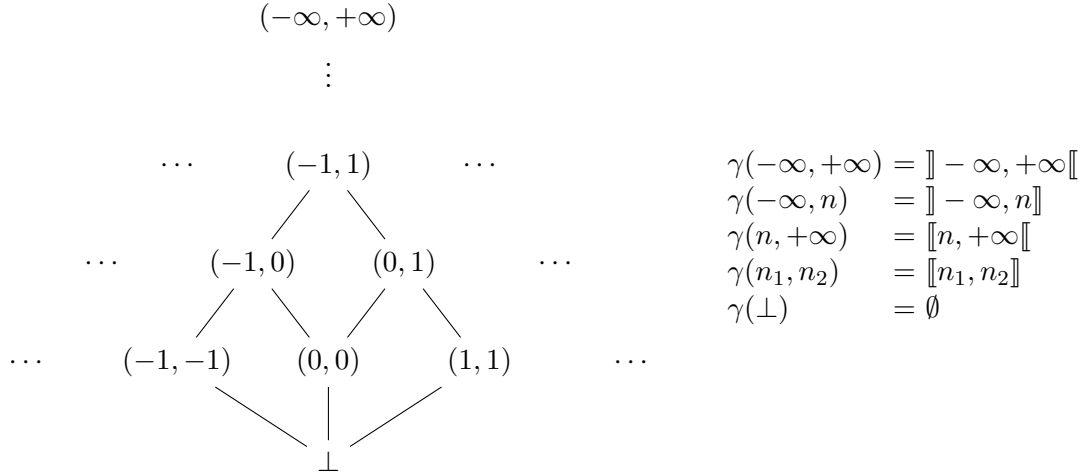 (−∞, +∞)
⋮
⋯ (−1, 1) ⋯
⋯ (−1, 0) (0, 1) ⋯
⋯ (−1, −1) (0, 0) (1, 1) ⋯
⊥
γ(−∞, +∞) = ⟧ − ∞, +∞⟦
γ(−∞, n) = ⟧ − ∞, n⟧
γ(n, +∞) = ⟦n, +∞⟦
γ(n₁, n₂) = ⟦n₁, n₂⟧
γ(⊥) = ∅